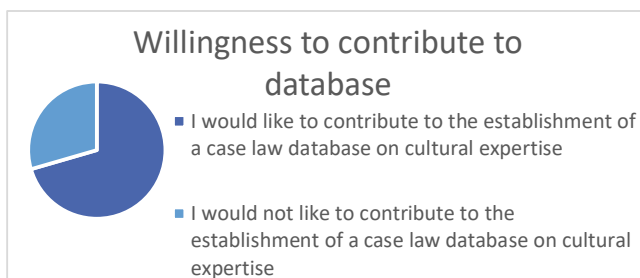 Willingness to contribute to
database
I would like to contribute to the establishment of
a case law database on cultural expertise
I would not like to contribute to the
establishment of a case law database on cultural
expertise